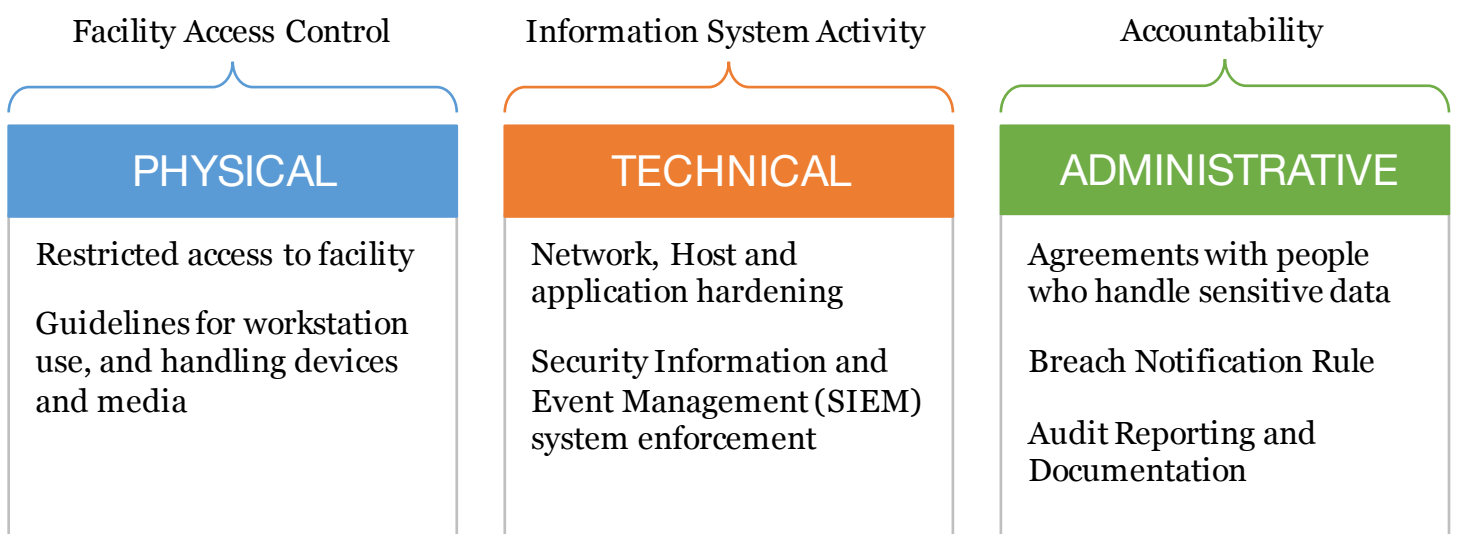 Facility Access Control
PHYSICAL
Restricted access to facility
Guidelines for workstation
use, and handling devices
and media
Information System Activity
TECHNICAL
Network, Host and
application hardening
Security Information and
Event Management (SIEM)
system enforcement
Accountability
ADMINISTRATIVE
Agreements with people
who handle sensitive data
Breach Notification Rule
Audit Reporting and
Documentation